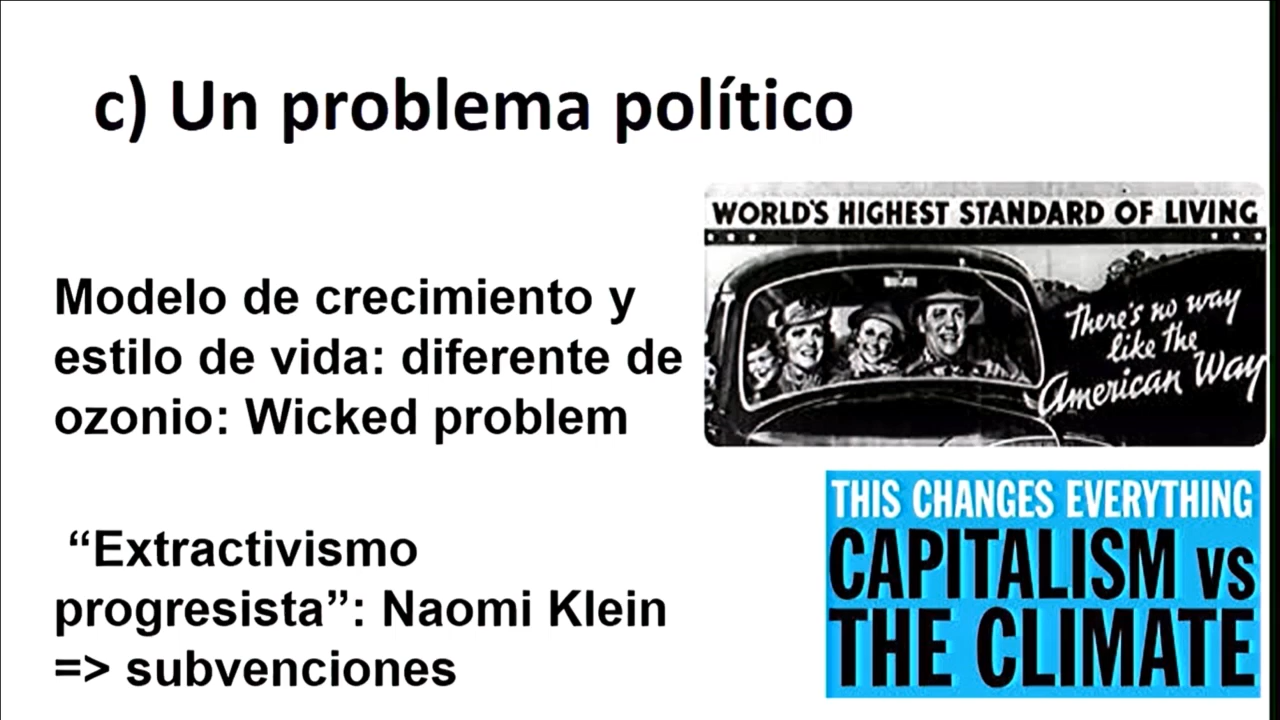 c) Un problema político
WORLD'S HIGHEST STANDARD OF LIVING
There's no way
like the
American Way
Modelo de crecimiento y
estilo de vida: diferente de
ozonio: Wicked problem
“Extractivismo
progresista”: Naomi Klein
=> subvenciones
THIS CHANGES EVERYTHING
CAPITALISM VS
THE CLIMATE